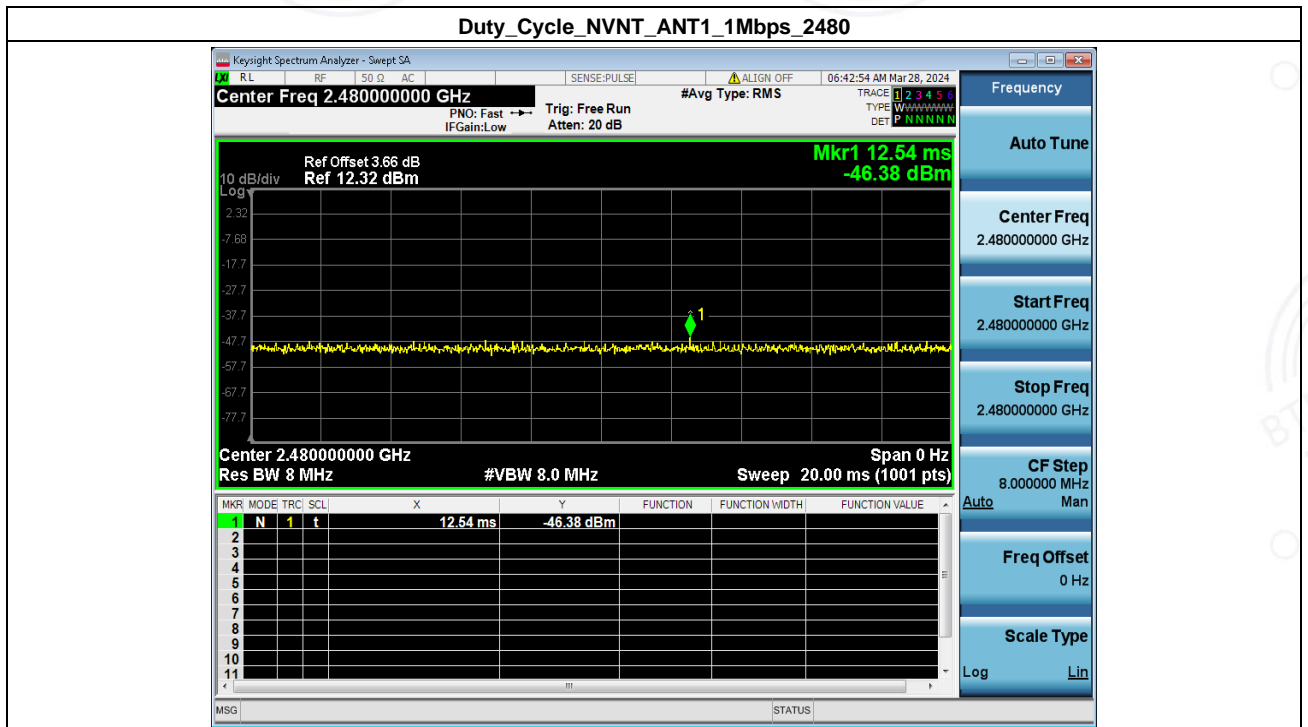 Duty_Cycle_NVNT_ANT1_1Mbps_2480
Keysight Spectrum Analyzer - Swept SA
LXI RL RF 50 Ω AC SENSE:PULSE ALIGN OFF 06:42:54 AM Mar 28, 2024
Center Freq 2.480000000 GHz
PNO: Fast
IFGain:Low
Trig: Free Run
Atten: 20 dB
#Avg Type: RMS
TRACE 1 2 3 4 5 6
TYPE WWWWWW
DET P N N N N N
Ref Offset 3.66 dB
Ref 12.32 dBm
10 dB/div
Log
Mkr1 12.54 ms
-46.38 dBm
2.32
-7.68
-17.7
-27.7
-37.7
-47.7
-57.7
-67.7
-77.7
1
Center 2.480000000 GHz Span 0 Hz
Res BW 8 MHz #VBW 8.0 MHz Sweep 20.00 ms (1001 pts)
MKR MODE TRC SCL X Y FUNCTION FUNCTION WIDTH FUNCTION VALUE
1 N 1 t 12.54 ms -46.38 dBm
2
3
4
5
6
7
8
9
10
11
MSG STATUS
Frequency
Auto Tune
Center Freq
2.480000000 GHz
Start Freq
2.480000000 GHz
Stop Freq
2.480000000 GHz
CF Step
8.000000 MHz
Auto Man
Freq Offset
0 Hz
Scale Type
Log Lin